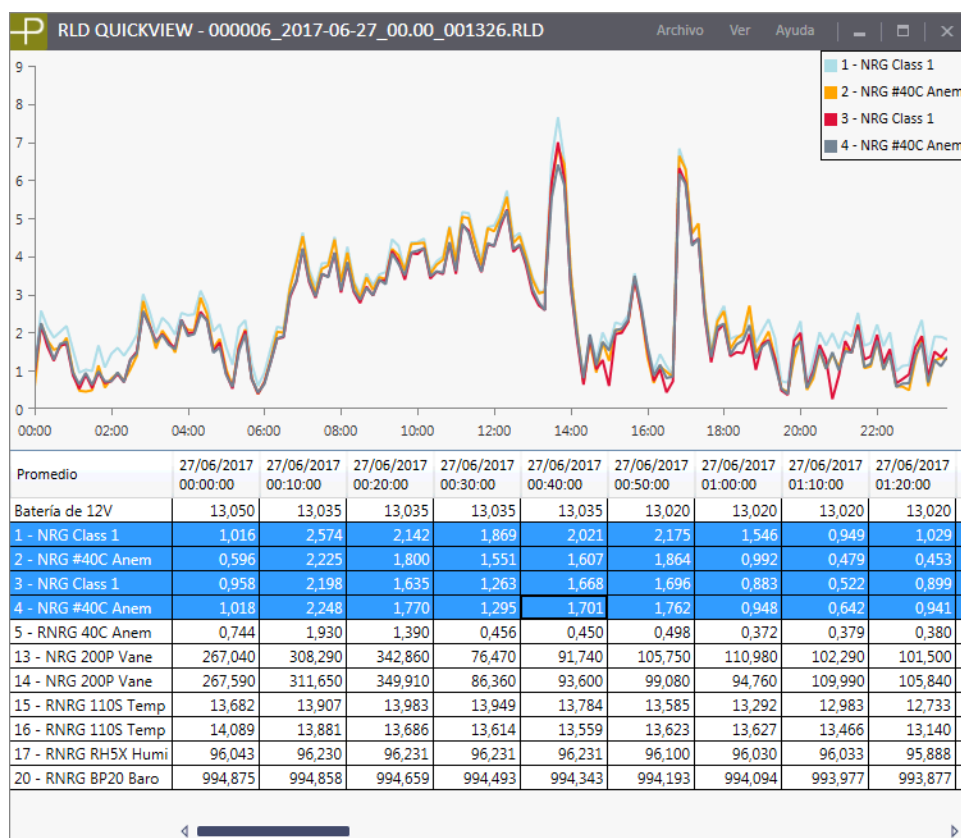 RLD QUICKVIEW - 000006_2017-06-27_00.00_001326.RLD Archivo Ver Ayuda
1 - NRG Class 1
2 - NRG #40C Anem
3 - NRG Class 1
4 - NRG #40C Anem
9
8
7
6
5
4
3
2
1
0
00:00 02:00 04:00 06:00 08:00 10:00 12:00 14:00 16:00 18:00 20:00 22:00
Promedio 27/06/2017 27/06/2017 27/06/2017 27/06/2017 27/06/2017 27/06/2017 27/06/2017 27/06/2017 27/06/2017
00:00:00 00:10:00 00:20:00 00:30:00 00:40:00 00:50:00 01:00:00 01:10:00 01:20:00
Batería de 12V 13,050 13,035 13,035 13,035 13,035 13,020 13,020 13,020 13,020
1 - NRG Class 1 1,016 2,574 2,142 1,869 2,021 2,175 1,546 0,949 1,029
2 - NRG #40C Anem 0,596 2,225 1,800 1,551 1,607 1,864 0,992 0,479 0,453
3 - NRG Class 1 0,958 2,198 1,635 1,263 1,668 1,696 0,883 0,522 0,899
4 - NRG #40C Anem 1,018 2,248 1,770 1,295 1,701 1,762 0,948 0,642 0,941
5 - RNRG 40C Anem 0,744 1,930 1,390 0,456 0,450 0,498 0,372 0,379 0,380
13 - NRG 200P Vane 267,040 308,290 342,860 76,470 91,740 105,750 110,980 102,290 101,500
14 - NRG 200P Vane 267,590 311,650 349,910 86,360 93,600 99,080 94,760 109,990 105,840
15 - RNRG 110S Temp 13,682 13,907 13,983 13,949 13,784 13,585 13,292 12,983 12,733
16 - RNRG 110S Temp 14,089 13,881 13,686 13,614 13,559 13,623 13,627 13,466 13,140
17 - RNRG RH5X Humi 96,043 96,230 96,231 96,231 96,231 96,100 96,030 96,033 95,888
20 - RNRG BP20 Baro 994,875 994,858 994,659 994,493 994,343 994,193 994,094 993,977 993,877